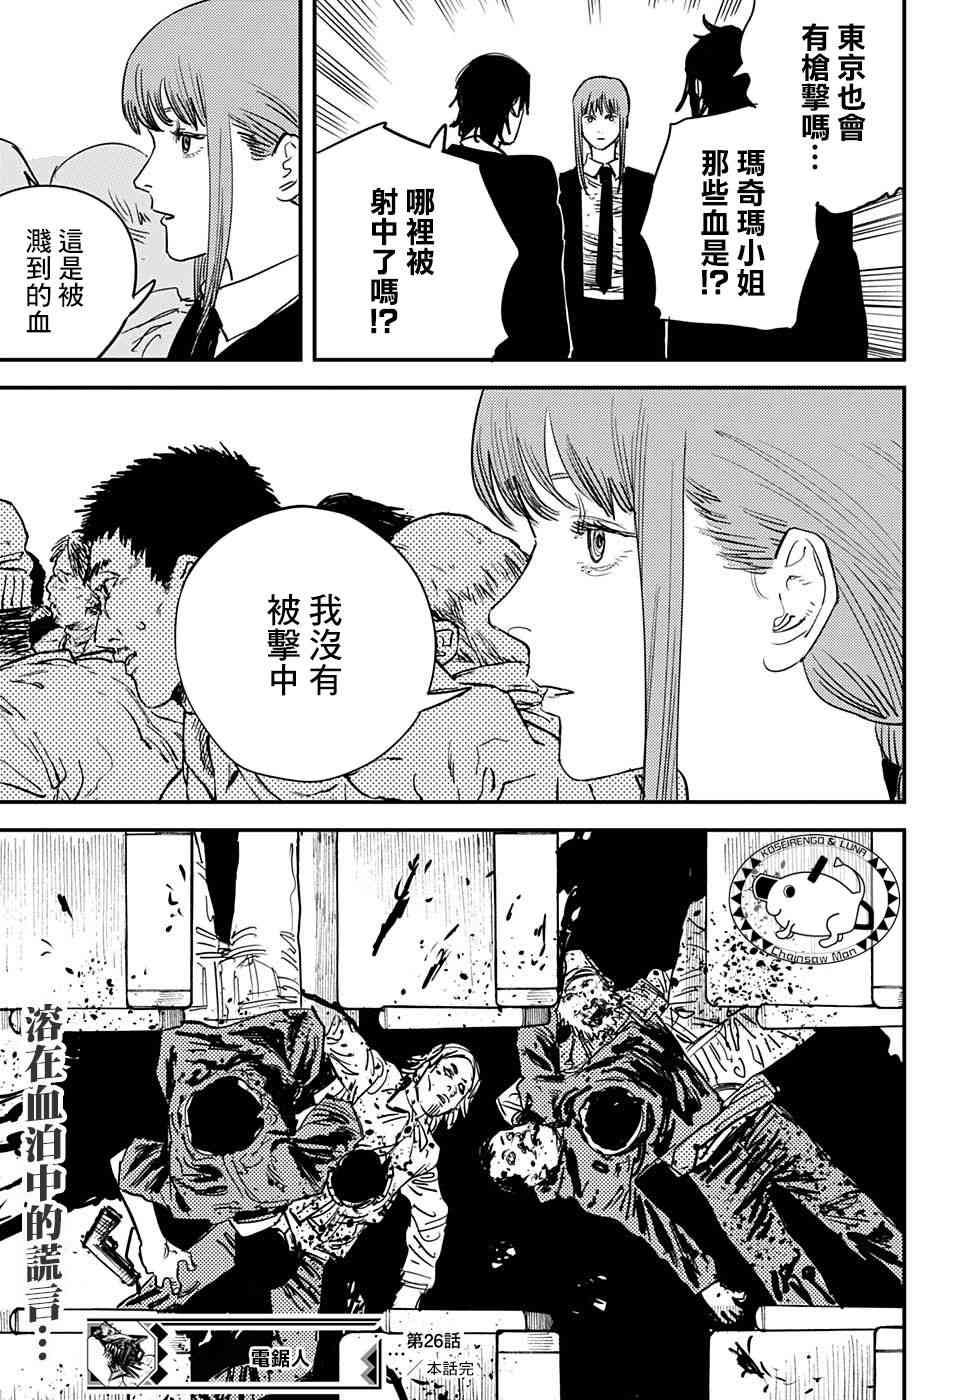 東京也會
有槍擊嗎…
瑪奇瑪小姐
那些血是!?
哪裡被
射中了嗎!?
這是被
濺到的血
我沒有
被擊中
KOSEIRENGO & LUNA
Chainsaw Man
溶在血泊中的謊言…
電鋸人
第26話
／本話完